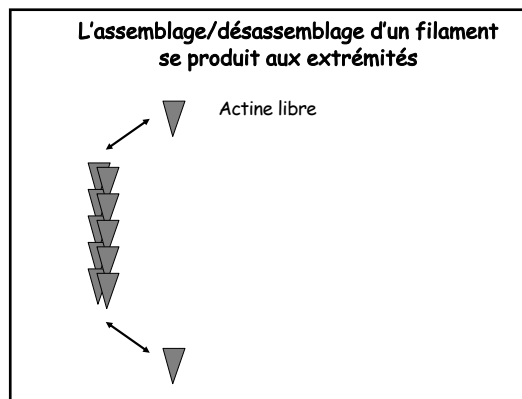 L'assemblage/désassemblage d'un filament
se produit aux extrémités
Actine libre